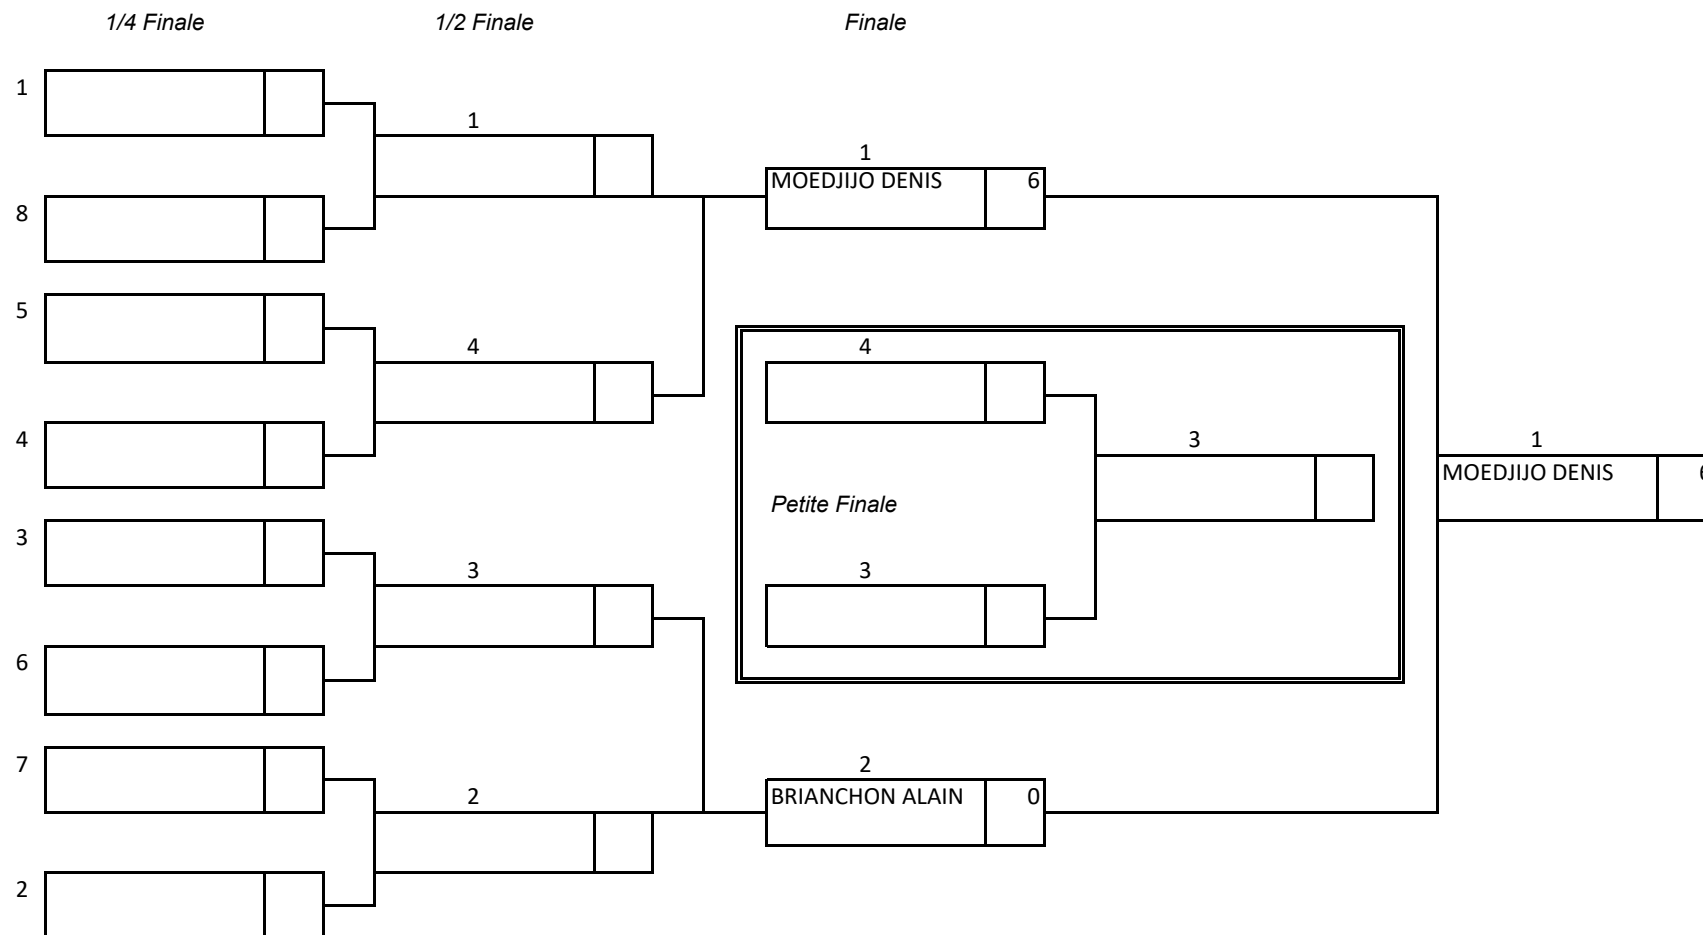 1/4 Finale 1/2 Finale Finale
1
1
1
MOEDJIJO DENIS 6
8
5
4 4
4
3 1
MOEDJIJO DENIS 6
Petite Finale
3
3 3
6
7
2 2
BRIANCHON ALAIN 0
2